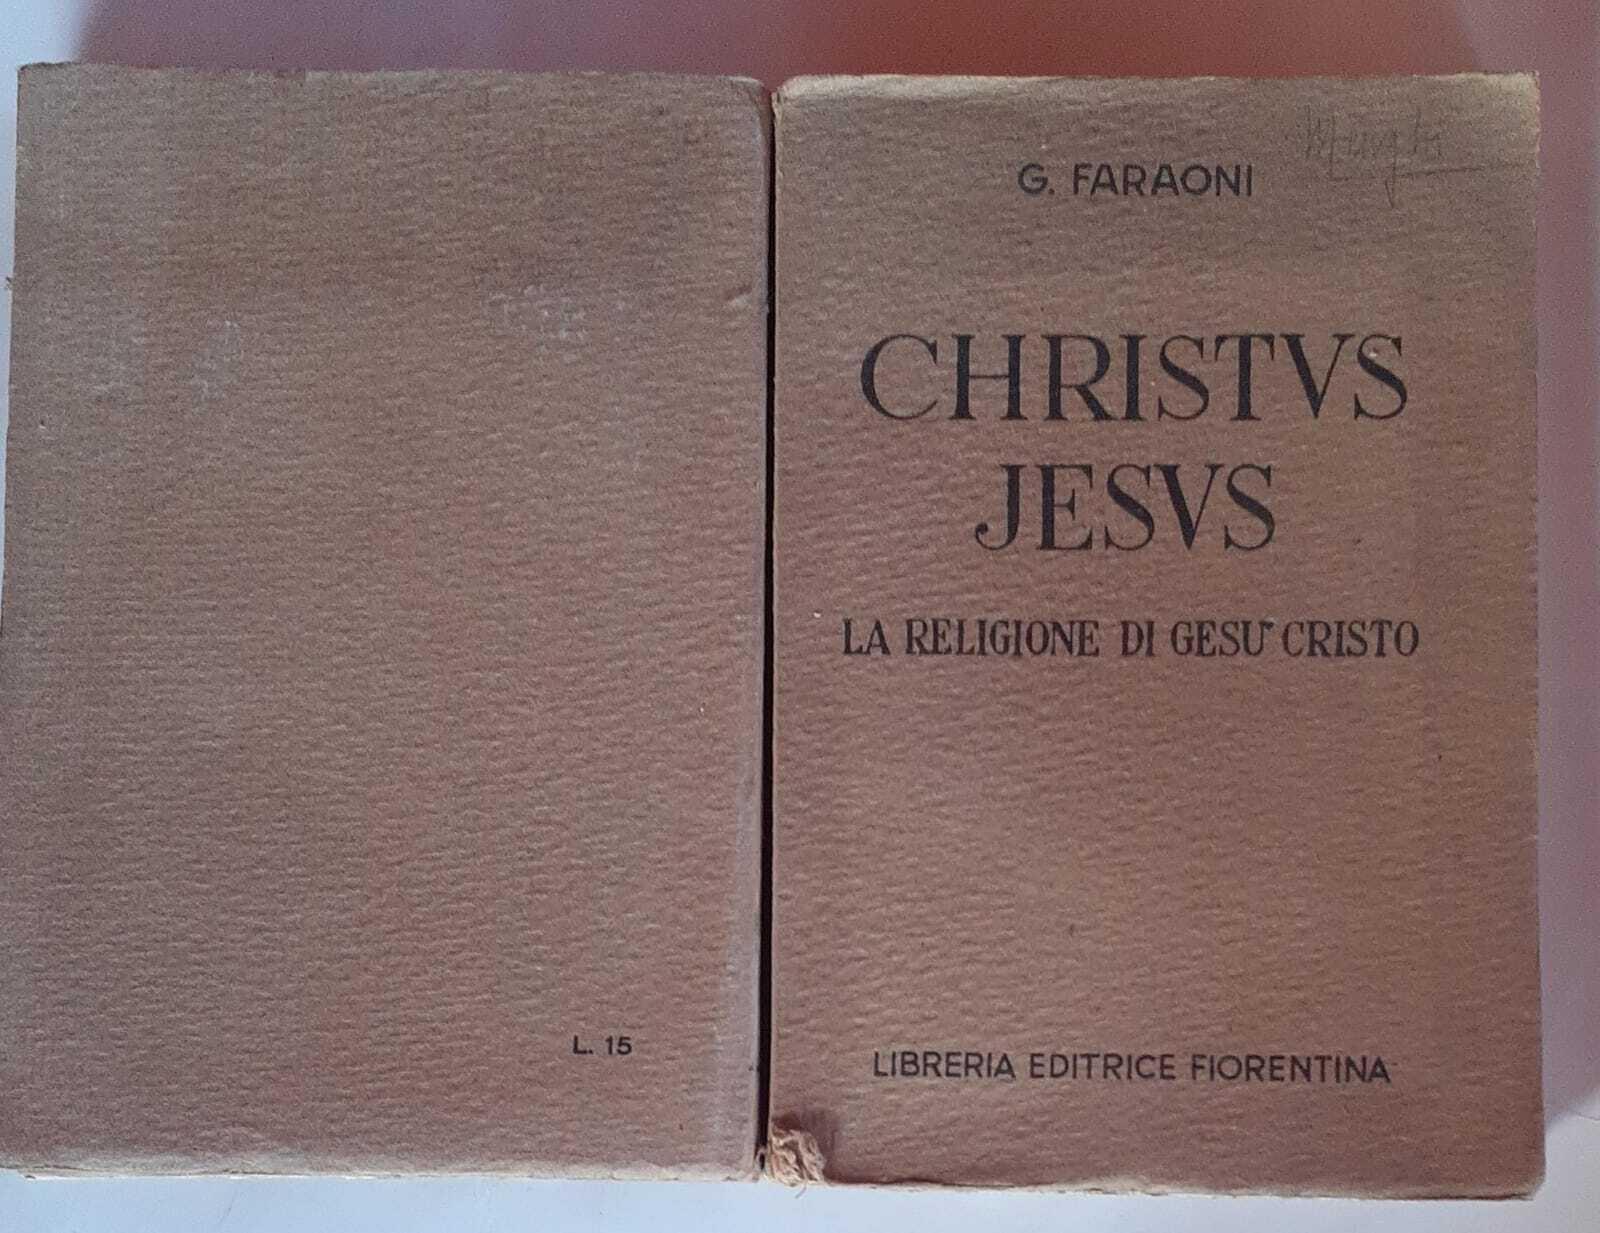 G. FARAONI
CHRISTVS
JESVS
LA RELIGIONE DI GESU' CRISTO
LIBRERIA EDITRICE FIORENTINA
L. 15